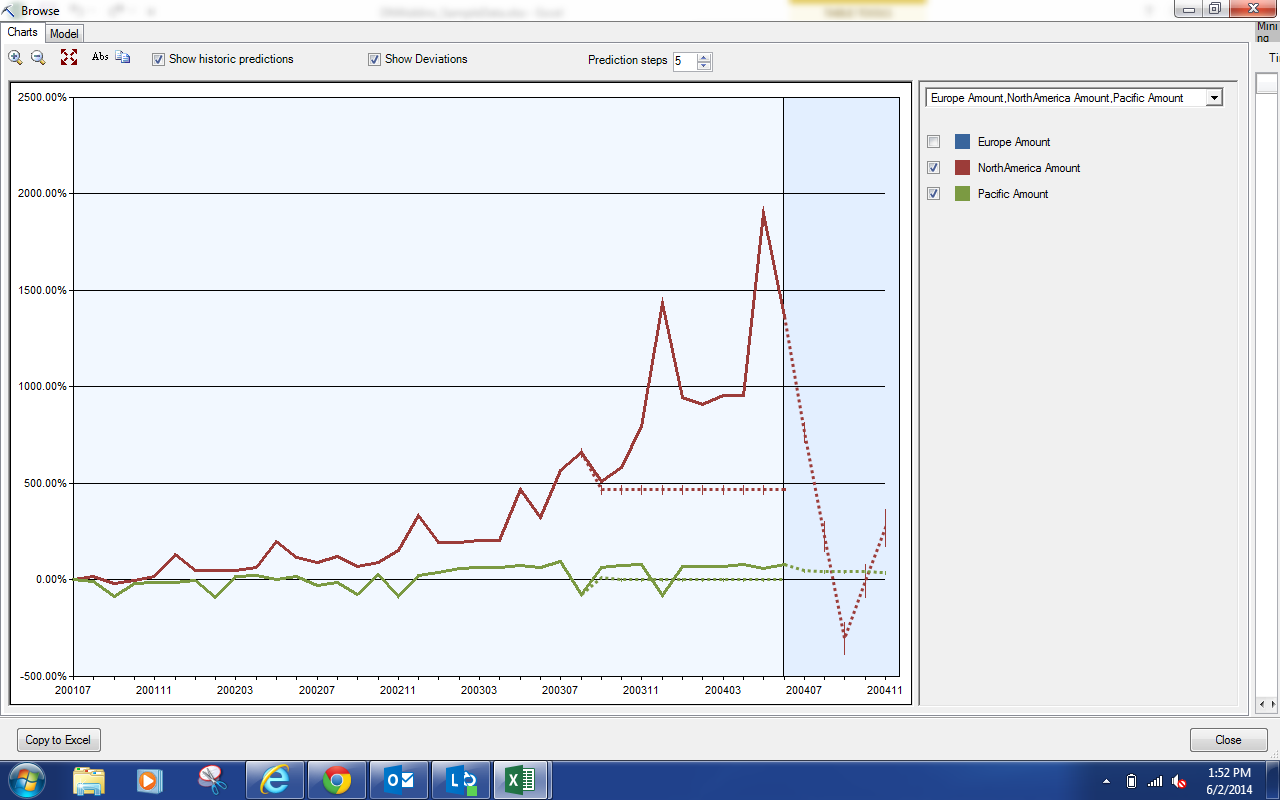 Browse
Charts
Model
Mini
ng
Abs
Show historic predictions
Show Deviations
Prediction steps
5
Ti
2500.00%
2000.00%
1500.00%
1000.00%
500.00%
0.00%
-500.00%
200107
200111
200203
200207
200211
200303
200307
200311
200403
200407
200411
Europe Amount,NorthAmerica Amount,Pacific Amount
Europe Amount
NorthAmerica Amount
Pacific Amount
Copy to Excel
Close
1:52 PM
6/2/2014